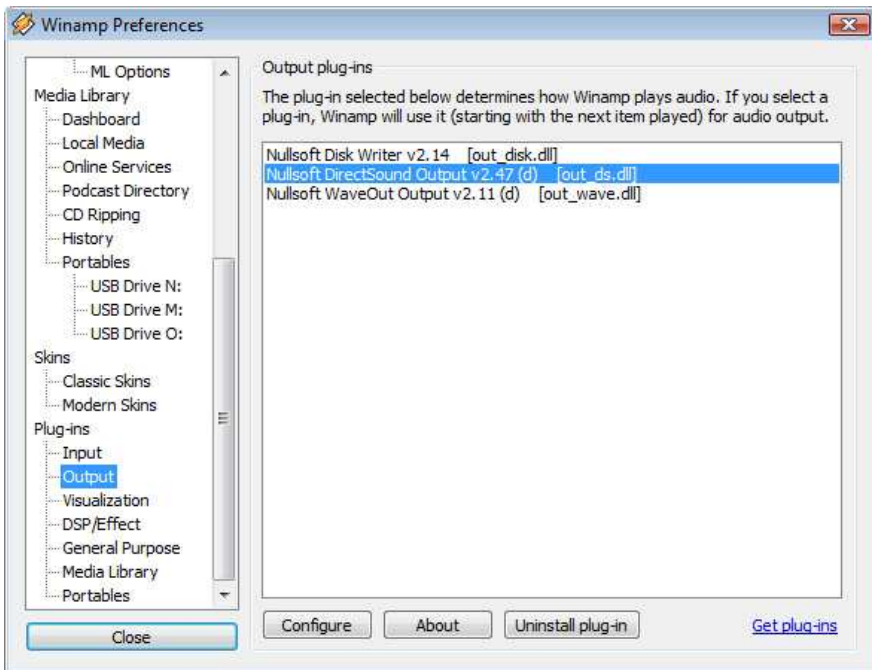 Winamp Preferences
ML Options
Media Library
Dashboard
Local Media
Online Services
Podcast Directory
CD Ripping
History
Portables
USB Drive N:
USB Drive M:
USB Drive O:
Skins
Classic Skins
Modern Skins
Plug-ins
Input
Output
Visualization
DSP/Effect
General Purpose
Media Library
Portables
Close
Output plug-ins
The plug-in selected below determines how Winamp plays audio. If you select a
plug-in, Winamp will use it (starting with the next item played) for audio output.
Nullsoft Disk Writer v2.14 [out_disk.dll]
Nullsoft DirectSound Output v2.47 (d) [out_ds.dll]
Nullsoft WaveOut Output v2.11 (d) [out_wave.dll]
Configure
About
Uninstall plug-in
Get plug-ins